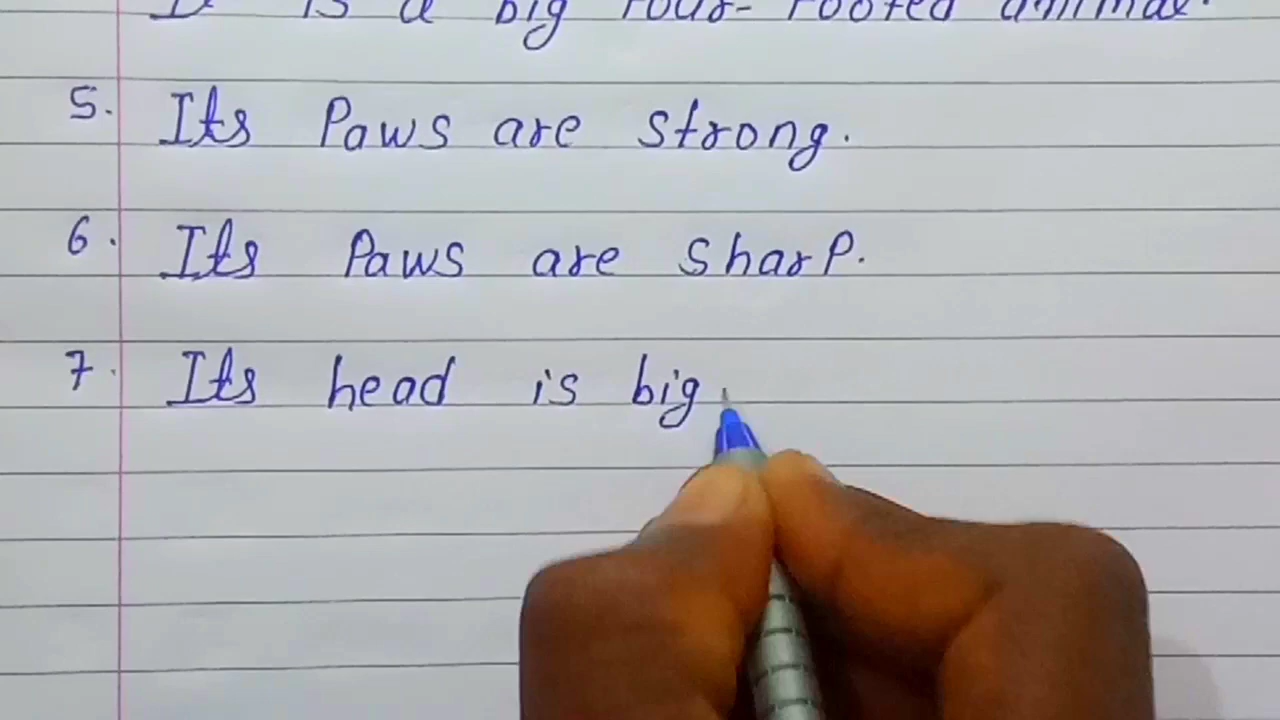 It is a big four-footed animal.
5. Its Paws are strong.
6. Its Paws are sharp.
7. Its head is big.